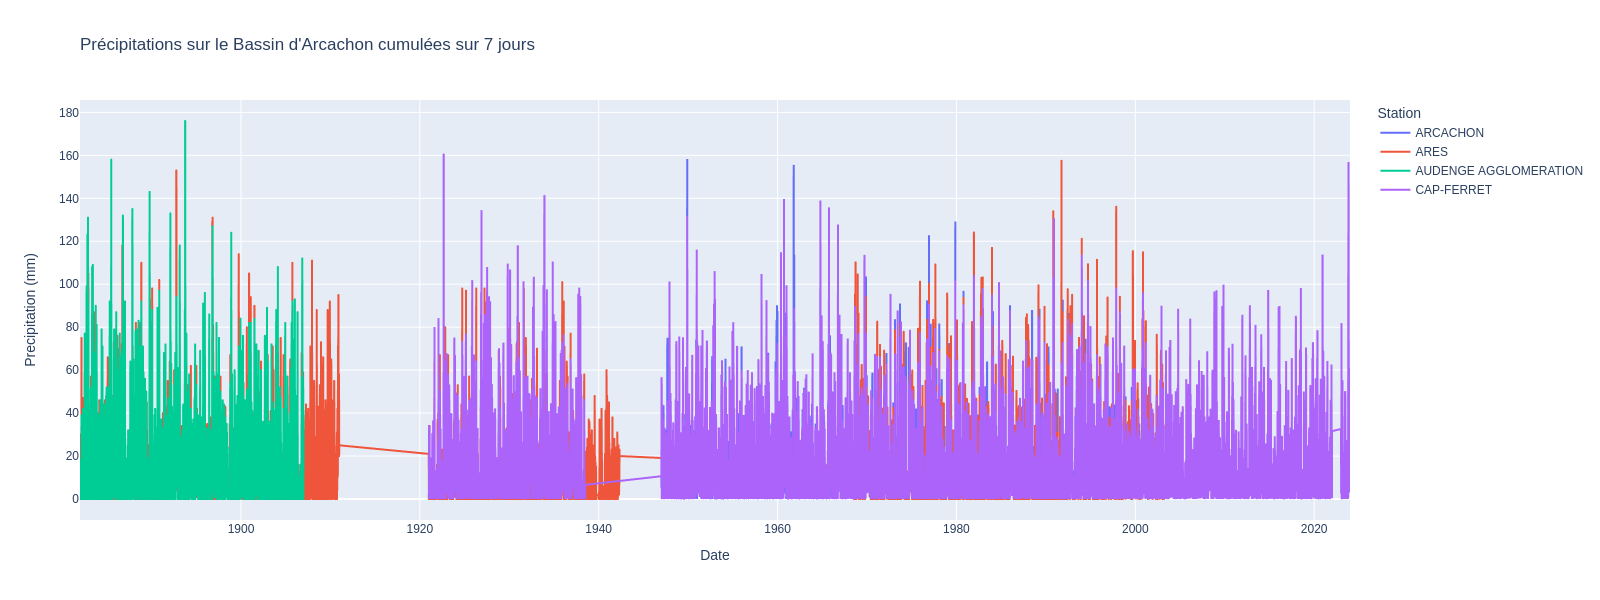 Précipitations sur le Bassin d'Arcachon cumulées sur 7 jours
Precipitation (mm)
180
160
140
120
100
80
60
40
20
0
1900
1920
1940
1960
1980
2000
2020
Date
Station
ARCACHON
ARES
AUDENGE AGGLOMERATION
CAP-FERRET